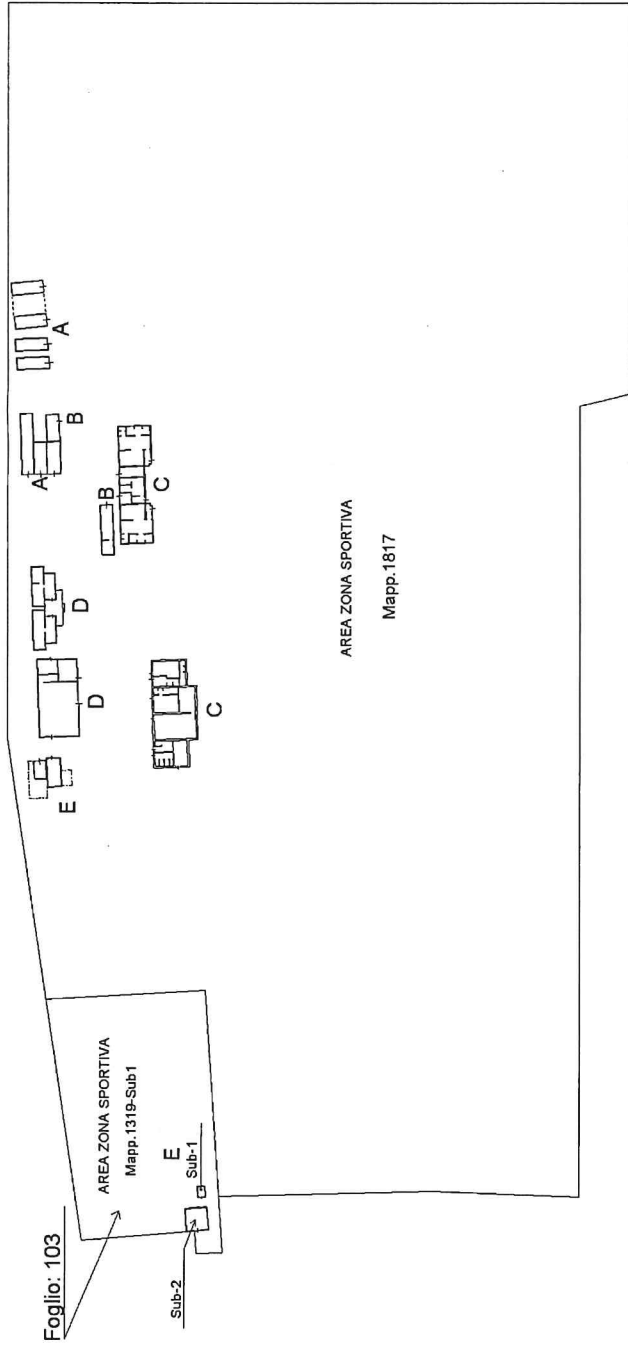 Foglio: 103
AREA ZONA SPORTIVA
Mapp.1319-Sub1
E
Sub-1
Sub-2
E
D
D
A
B
A
C
B
C
AREA ZONA SPORTIVA
Mapp.1817